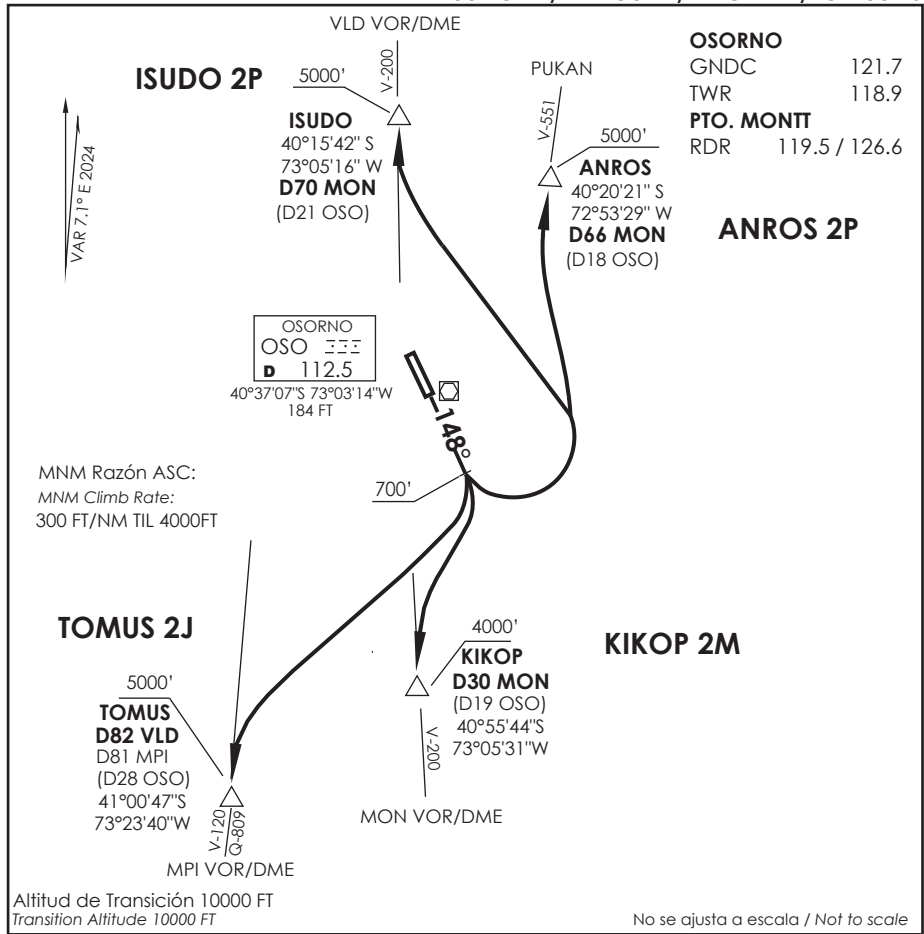 VLD VOR/DME
V-200
ISUDO 2P
5000'
ISUDO
40°15'42" S
73°05'16" W
D70 MON
(D21 OSO)
PUKAN
V-551
5000'
ANROS
40°20'21" S
72°53'29" W
D66 MON
(D18 OSO)
ANROS 2P
OSORNO
GNDC 121.7
TWR 118.9
PTO. MONTT
RDR 119.5 / 126.6
VAR 7.1° E 2024
OSORNO
OSO
D 112.5
40°37'07"S 73°03'14"W
184 FT
148°
700'
MNM Razón ASC:
MNM Climb Rate:
300 FT/NM TIL 4000FT
TOMUS 2J
5000'
TOMUS
D82 VLD
D81 MPI
(D28 OSO)
41°00'47"S
73°23'40"W
V-120
Q-809
MPI VOR/DME
KIKOP 2M
4000'
KIKOP
D30 MON
(D19 OSO)
40°55'44"S
73°05'31"W
V-200
MON VOR/DME
Altitud de Transición 10000 FT
Transition Altitude 10000 FT
No se ajusta a escala / Not to scale